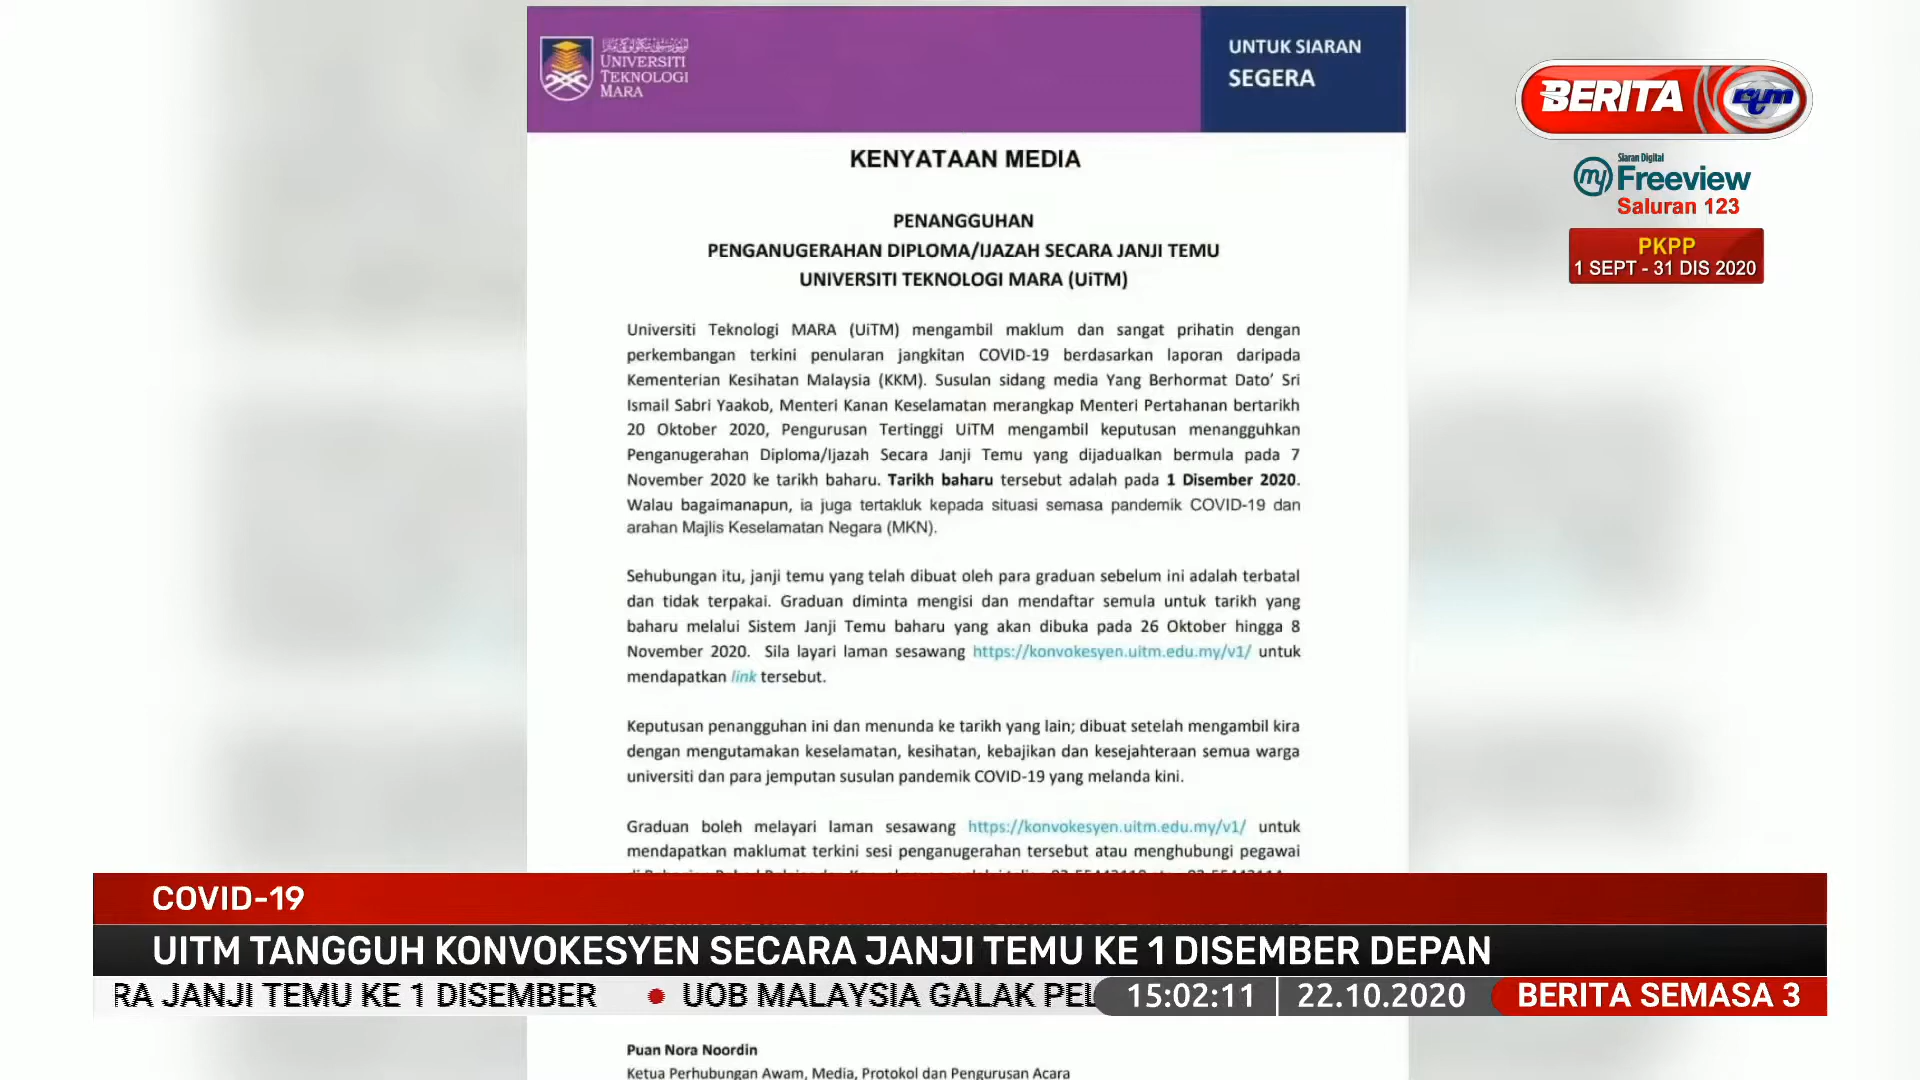 UNIVERSITI
TEKNOLOGI
MARA
UNTUK SIARAN
SEGERA
BERITA rtm
Siaran Digital
my Freeview
Saluran 123
PKPP
1 SEPT - 31 DIS 2020
KENYATAAN MEDIA
PENANGGUHAN
PENGANUGERAHAN DIPLOMA/IJAZAH SECARA JANJI TEMU
UNIVERSITI TEKNOLOGI MARA (UiTM)
Universiti Teknologi MARA (UiTM) mengambil maklum dan sangat prihatin dengan
perkembangan terkini penularan jangkitan COVID-19 berdasarkan laporan daripada
Kementerian Kesihatan Malaysia (KKM). Susulan sidang media Yang Berhormat Dato’ Sri
Ismail Sabri Yaakob, Menteri Kanan Keselamatan merangkap Menteri Pertahanan bertarikh
20 Oktober 2020, Pengurusan Tertinggi UiTM mengambil keputusan menangguhkan
Penganugerahan Diploma/Ijazah Secara Janji Temu yang dijadualkan bermula pada 7
November 2020 ke tarikh baharu. Tarikh baharu tersebut adalah pada 1 Disember 2020.
Walau bagaimanapun, ia juga tertakluk kepada situasi semasa pandemik COVID-19 dan
arahan Majlis Keselamatan Negara (MKN).
Sehubungan itu, janji temu yang telah dibuat oleh para graduan sebelum ini adalah terbatal
dan tidak terpakai. Graduan diminta mengisi dan mendaftar semula untuk tarikh yang
baharu melalui Sistem Janji Temu baharu yang akan dibuka pada 26 Oktober hingga 8
November 2020. Sila layari laman sesawang https://konvokesyen.uitm.edu.my/v1/ untuk
mendapatkan link tersebut.
Keputusan penangguhan ini dan menunda ke tarikh yang lain; dibuat setelah mengambil kira
dengan mengutamakan keselamatan, kesihatan, kebajikan dan kesejahteraan semua warga
universiti dan para jemputan susulan pandemik COVID-19 yang melanda kini.
Graduan boleh melayari laman sesawang https://konvokesyen.uitm.edu.my/v1/ untuk
mendapatkan maklumat terkini sesi penganugerahan tersebut atau menghubungi pegawai
COVID-19
UITM TANGGUH KONVOKESYEN SECARA JANJI TEMU KE 1 DISEMBER DEPAN
RA JANJI TEMU KE 1 DISEMBER • UOB MALAYSIA GALAK PEL 15:02:11 22.10.2020 BERITA SEMASA 3
Puan Nora Noordin
Ketua Perhubungan Awam, Media, Protokol dan Pengurusan Acara